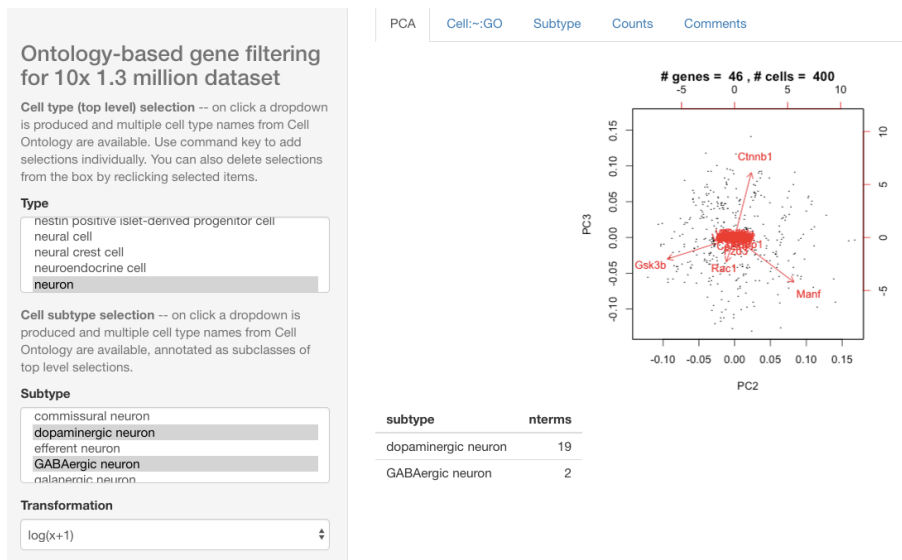 Ontology-based gene filtering
for 10x 1.3 million dataset
Cell type (top level) selection -- on click a dropdown
is produced and multiple cell type names from Cell
Ontology are available. Use command key to add
selections individually. You can also delete selections
from the box by reclicking selected items.
Type
nestin positive islet-derived progenitor cell
neural cell
neural crest cell
neuroendocrine cell
neuron
Cell subtype selection -- on click a dropdown is
produced and multiple cell type names from Cell
Ontology are available, annotated as subclasses of
top level selections.
Subtype
commissural neuron
dopaminergic neuron
efferent neuron
GABAergic neuron
galanergic neuron
Transformation
log(x+1)
PCA Cell:~:GO Subtype Counts Comments
# genes = 46 , # cells = 400
-5 0 5 10
PC3
0.15
0.10
0.05
0.00
-0.05
-0.10
10
5
0
-5
Ctnnb1
Gsk3b
Rac1
Manf
-0.10 -0.05 0.00 0.05 0.10 0.15
PC2
subtype nterms
dopaminergic neuron 19
GABAergic neuron 2